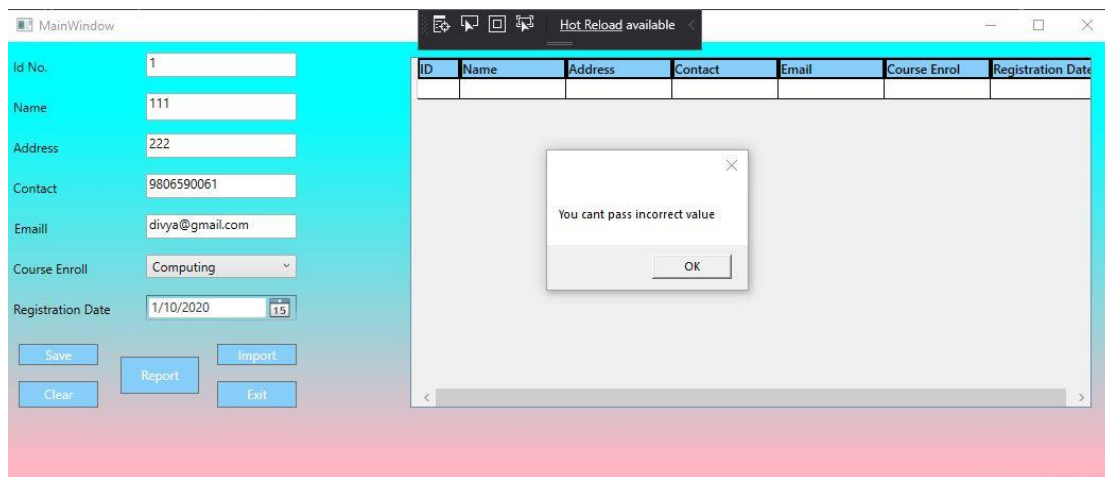 MainWindow
Hot Reload available
Id No. 1
Name 111
Address 222
Contact 9806590061
Emaill divya@gmail.com
Course Enroll Computing
Registration Date 1/10/2020 15
Save Import
Report
Clear Exit
ID Name Address Contact Email Course Enrol Registration Date
You cant pass incorrect value
OK